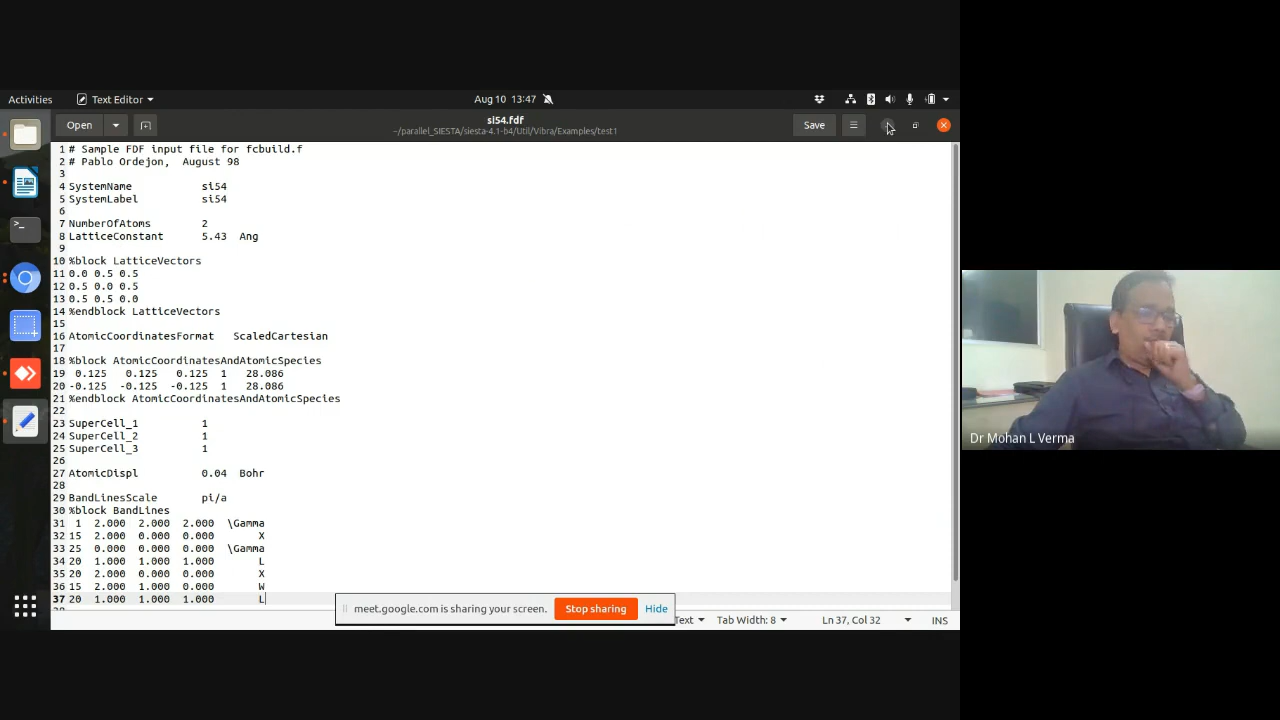 Activities Text Editor Aug 10 13:47
Open si54.fdf Save
~/parallel_SIESTA/siesta-4.1-b4/Util/Vibra/Examples/test1
1 # Sample FDF input file for fcbuild.f
2 # Pablo Ordejon, August 98
3
4 SystemName si54
5 SystemLabel si54
6
7 NumberOfAtoms 2
8 LatticeConstant 5.43 Ang
9
10 %block LatticeVectors
11 0.0 0.5 0.5
12 0.5 0.0 0.5
13 0.5 0.5 0.0
14 %endblock LatticeVectors
15
16 AtomicCoordinatesFormat ScaledCartesian
17
18 %block AtomicCoordinatesAndAtomicSpecies
19 0.125 0.125 0.125 1 28.086
20 -0.125 -0.125 -0.125 1 28.086
21 %endblock AtomicCoordinatesAndAtomicSpecies
22
23 SuperCell_1 1
24 SuperCell_2 1
25 SuperCell_3 1
26
27 AtomicDispl 0.04 Bohr
28
29 BandLinesScale pi/a
30 %block BandLines
31 1 2.000 2.000 2.000 \Gamma
32 15 2.000 0.000 0.000 X
33 25 0.000 0.000 0.000 \Gamma
34 20 1.000 1.000 1.000 L
35 20 2.000 0.000 0.000 X
36 15 2.000 1.000 0.000 W
37 20 1.000 1.000 1.000 L
meet.google.com is sharing your screen. Stop sharing Hide
Text Tab Width: 8 Ln 37, Col 32 INS
Dr Mohan L Verma